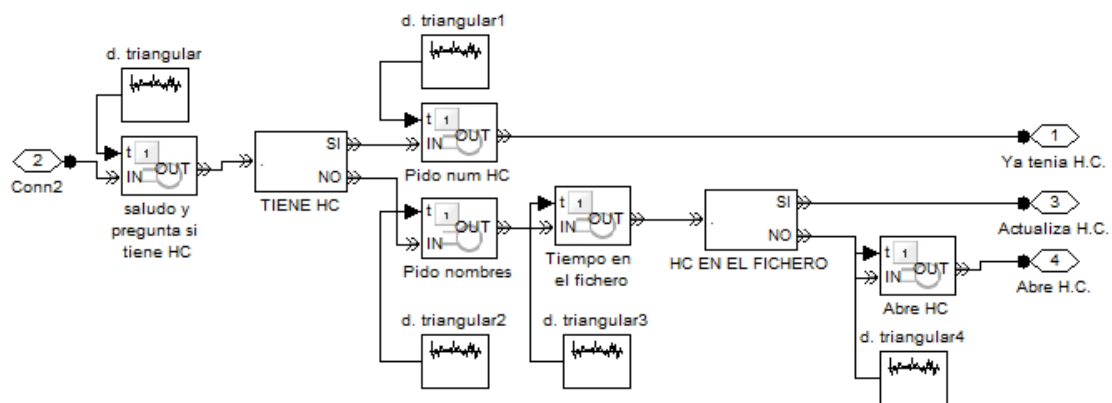 d. triangular
d. triangular1
t 1
OUT
IN
saludo y
pregunta si
tiene HC
2
Conn2
.
SI
NO
TIENE HC
t 1
OUT
IN
Pido num HC
1
Ya tenia H.C.
t 1
OUT
IN
Pido nombres
t 1
OUT
IN
Tiempo en
el fichero
.
SI
NO
HC EN EL FICHERO
3
Actualiza H.C.
t 1
OUT
IN
Abre HC
4
Abre H.C.
d. triangular2
d. triangular3
d. triangular4